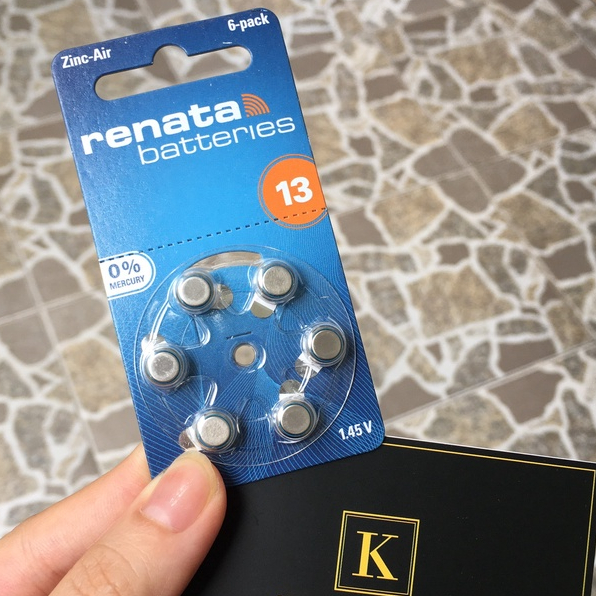 Zinc-Air
6-pack
renata
batteries
13
0%
MERCURY
1.45 V
K